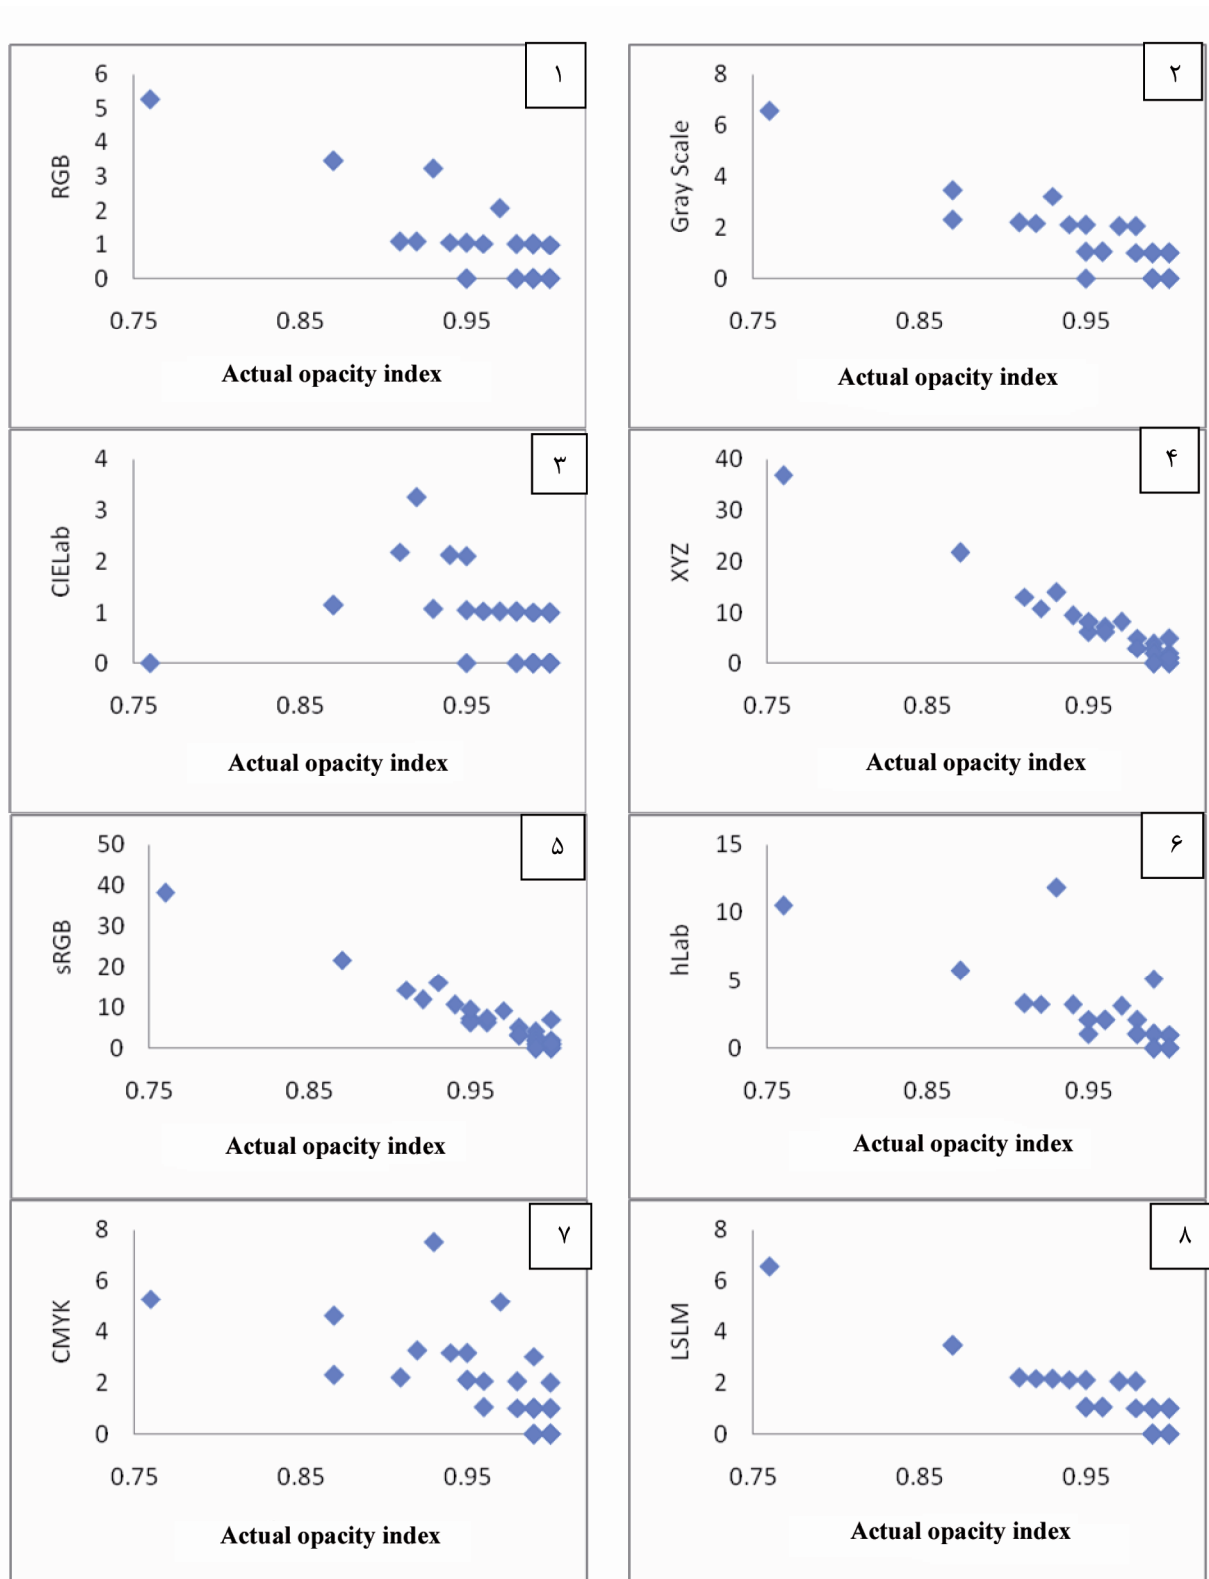 ۱
6
5
4
3
2
1
0
RGB
0.75 0.85 0.95
Actual opacity index
۲
8
6
4
2
0
Gray Scale
0.75 0.85 0.95
Actual opacity index
۳
4
3
2
1
0
CIELab
0.75 0.85 0.95
Actual opacity index
۴
40
30
20
10
0
XYZ
0.75 0.85 0.95
Actual opacity index
۵
50
40
30
20
10
0
sRGB
0.75 0.85 0.95
Actual opacity index
۶
15
10
5
0
hLab
0.75 0.85 0.95
Actual opacity index
۷
8
6
4
2
0
CMYK
0.75 0.85 0.95
Actual opacity index
۸
8
6
4
2
0
LSLM
0.75 0.85 0.95
Actual opacity index